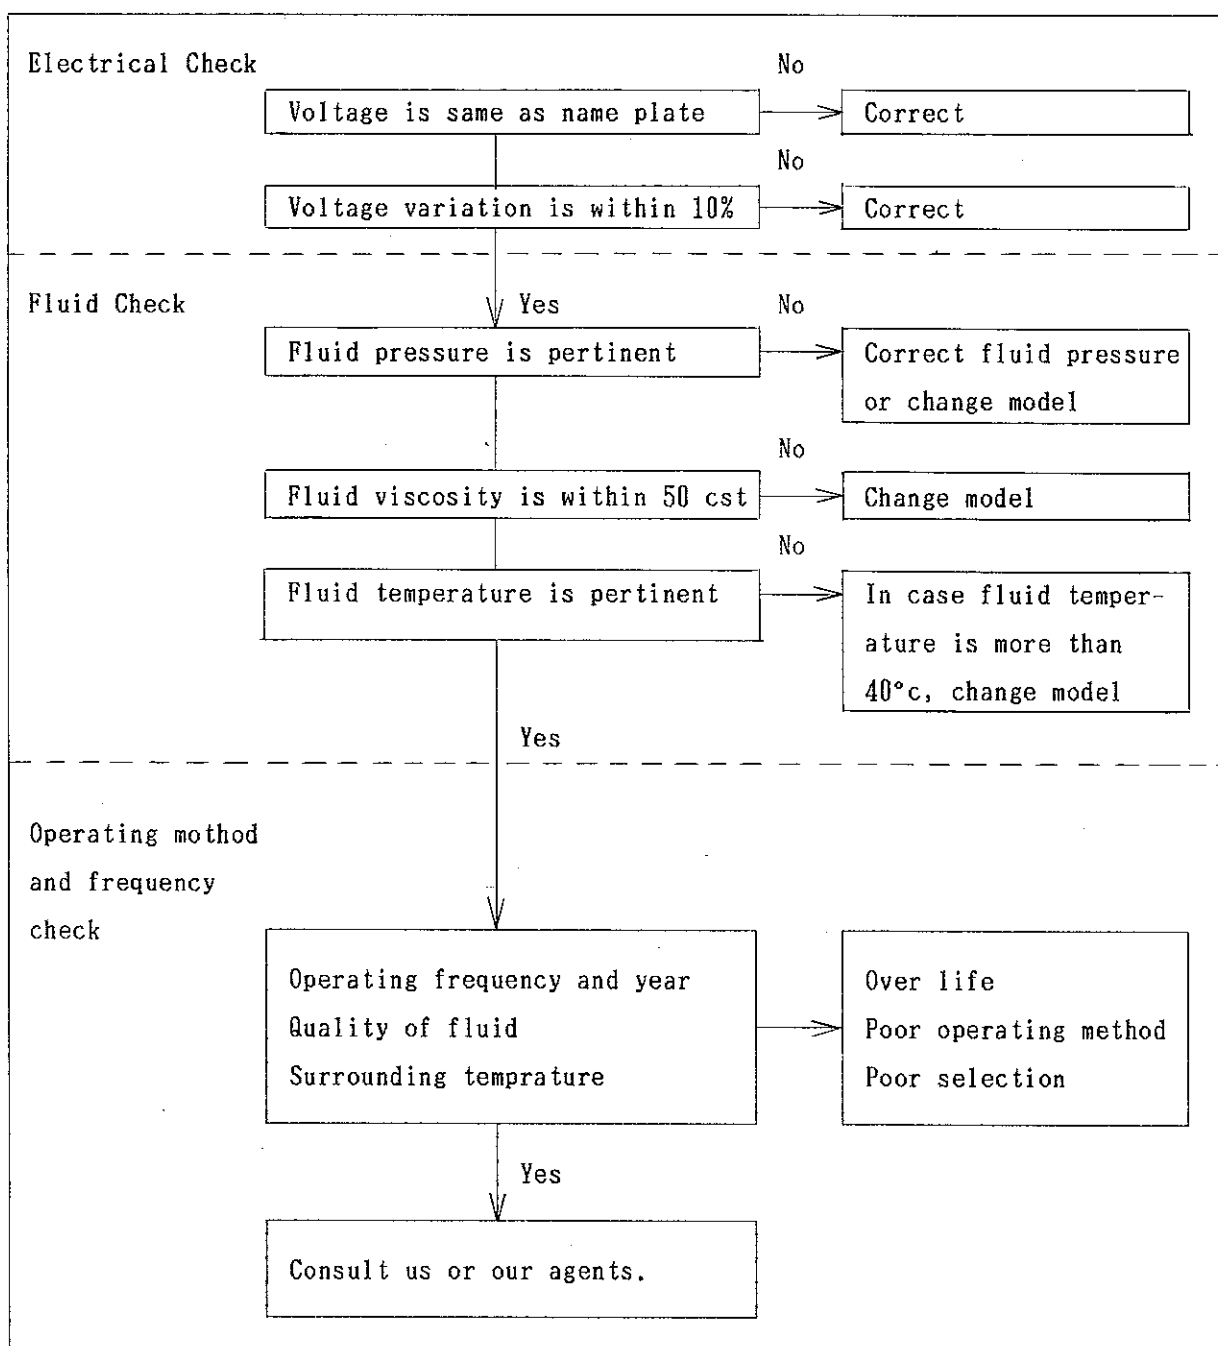 Electrical Check
No
Voltage is same as name plate
Correct
No
Voltage variation is within 10%
Correct
Fluid Check
Yes
No
Fluid pressure is pertinent
Correct fluid pressure
or change model
No
Fluid viscosity is within 50 cst
Change model
No
Fluid temperature is pertinent
In case fluid temper-
ature is more than
40°c, change model
Yes
Operating mothod
and frequency
check
Operating frequency and year
Quality of fluid
Surrounding temprature
Over life
Poor operating method
Poor selection
Yes
Consult us or our agents.